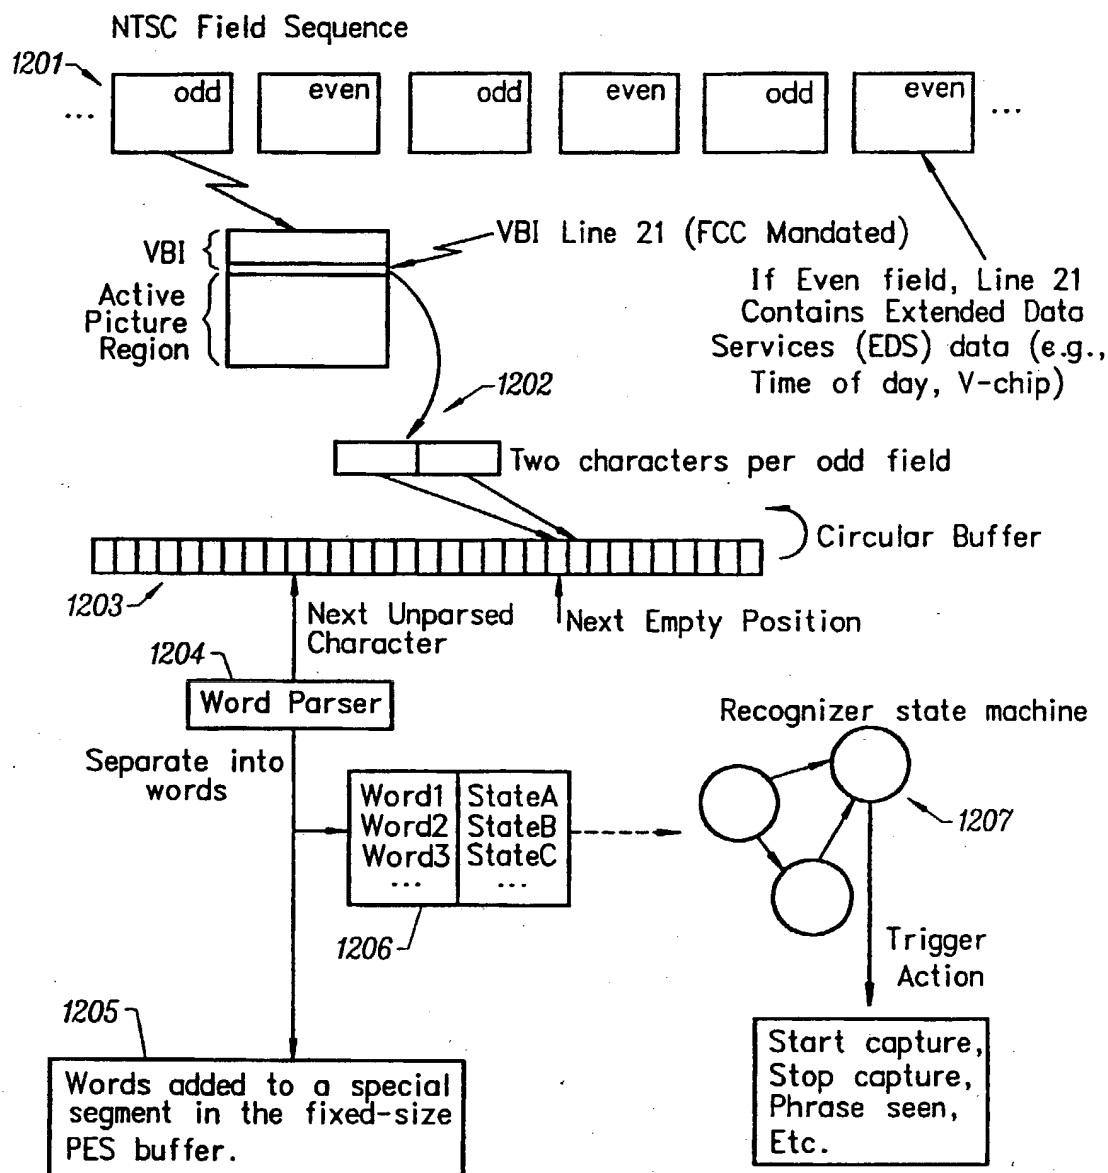 NTSC Field Sequence
1201
... odd even odd even odd even ...
VBI
VBI Line 21 (FCC Mandated)
Active
Picture
Region
If Even field, Line 21
Contains Extended Data
Services (EDS) data (e.g.,
Time of day, V-chip)
1202
Two characters per odd field
Circular Buffer
1203
Next Unparsed
Character
Next Empty Position
1204
Word Parser
Separate into
words
Word1 StateA
Word2 StateB
Word3 StateC
... ...
1206
Recognizer state machine
1207
Trigger
Action
1205
Words added to a special
segment in the fixed-size
PES buffer.
Start capture,
Stop capture,
Phrase seen,
Etc.